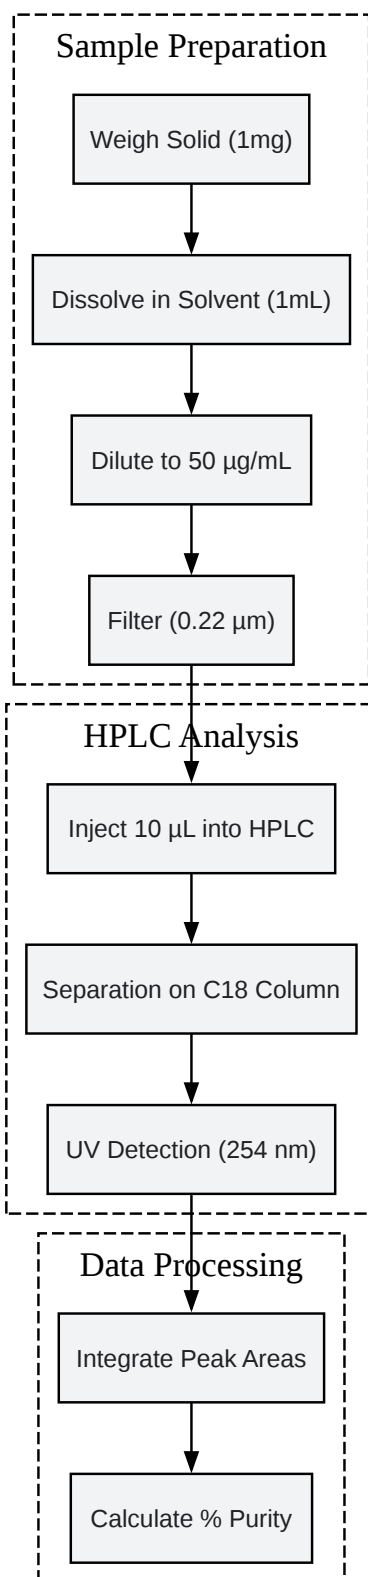 Sample Preparation
Weigh Solid (1mg)
Dissolve in Solvent (1mL)
Dilute to 50 µg/mL
Filter (0.22 µm)
HPLC Analysis
Inject 10 µL into HPLC
Separation on C18 Column
UV Detection (254 nm)
Data Processing
Integrate Peak Areas
Calculate % Purity